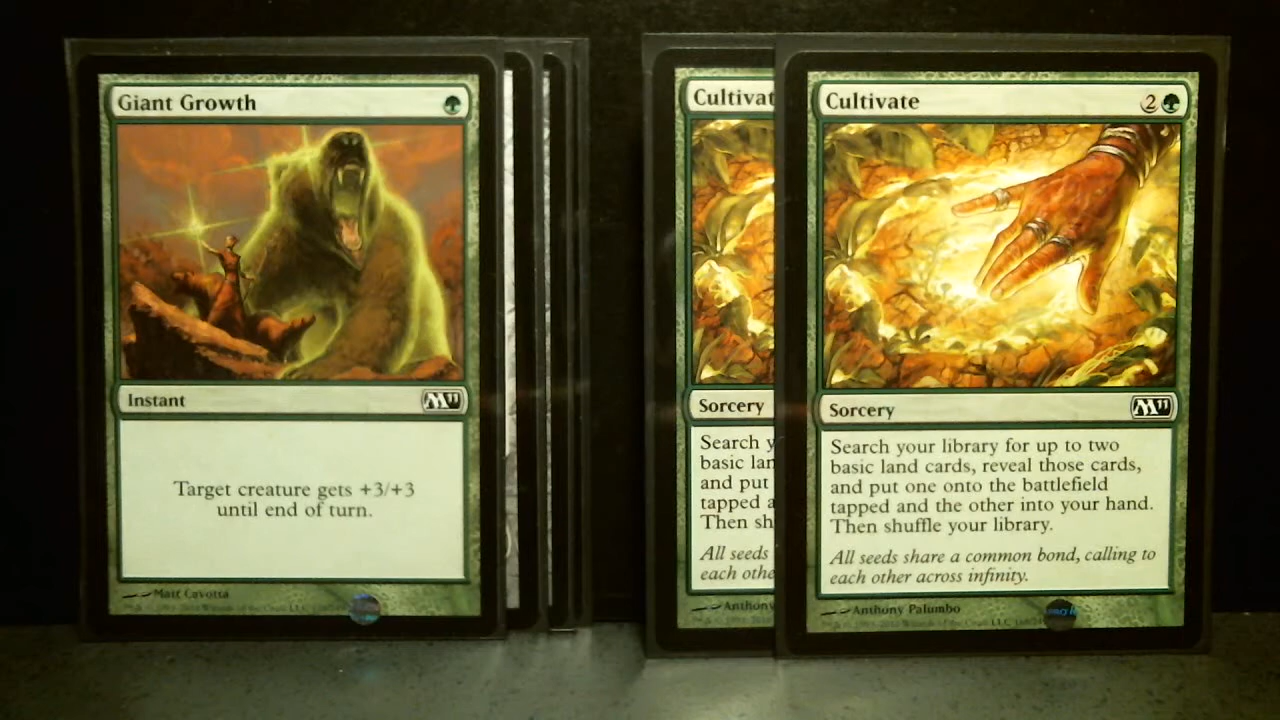 Giant Growth
Instant
M11
Target creature gets +3/+3
until end of turn.
Matt Cavotta
Cultivat
Sorcery
Search y
basic lan
and put
tapped a
Then sh
All seeds
each othe
Anthony
Cultivate
2
Sorcery
M11
Search your library for up to two
basic land cards, reveal those cards,
and put one onto the battlefield
tapped and the other into your hand.
Then shuffle your library.
All seeds share a common bond, calling to
each other across infinity.
Anthony Palumbo